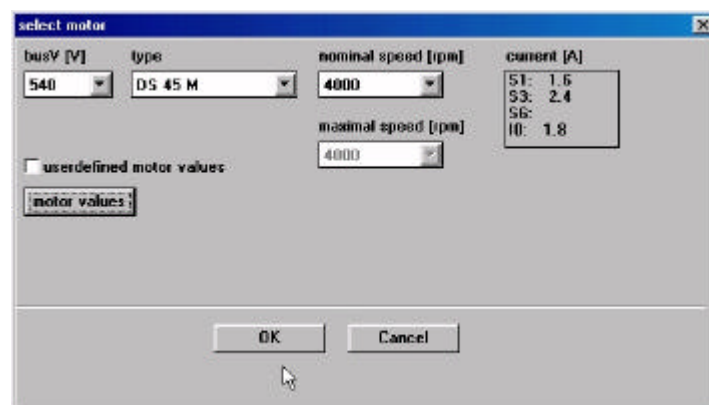 select motor
busV [V] type nominal speed [rpm] current [A]
540 DS 45 M 4000
S1: 1.6
S3: 2.4
S6:
I0: 1.8
maximal speed [rpm]
4000
userdefined motor values
motor values
OK Cancel